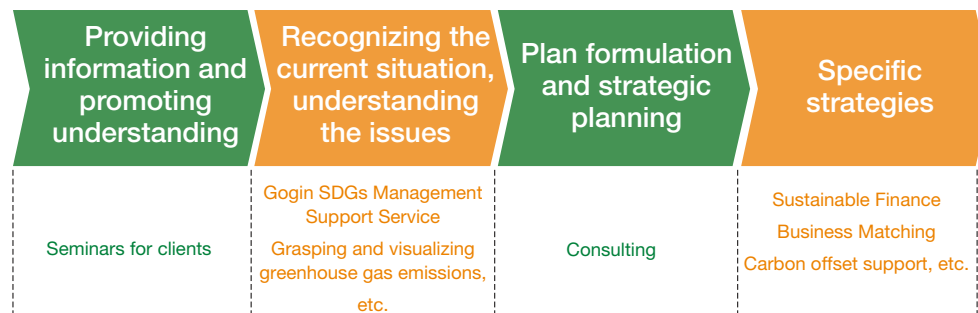 Providing
information and
promoting
understanding
Recognizing the
current situation,
understanding
the issues
Plan formulation
and strategic
planning
Specific
strategies
Seminars for clients
Gogin SDGs Management
Support Service
Grasping and visualizing
greenhouse gas emissions,
etc.
Consulting
Sustainable Finance
Business Matching
Carbon offset support, etc.